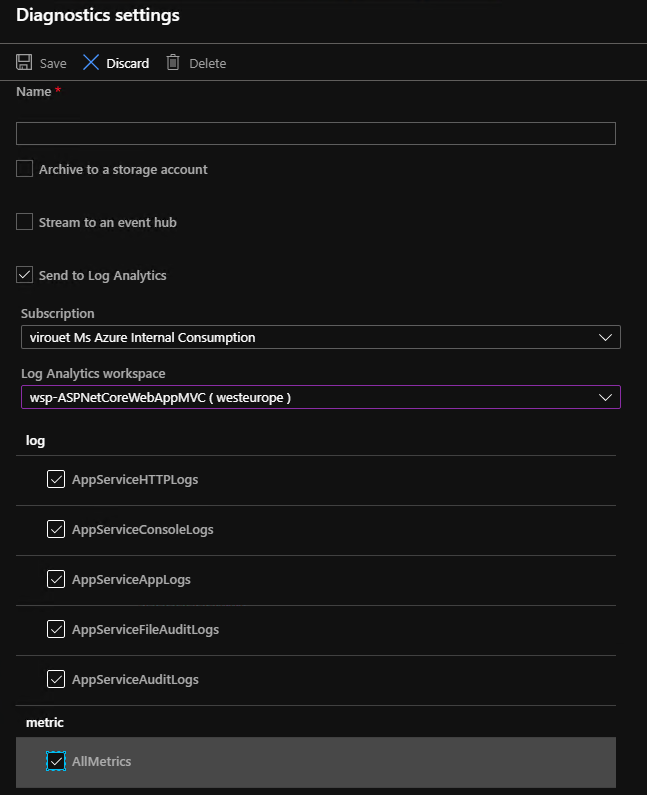 Diagnostics settings
Save Discard Delete
Name *
Archive to a storage account
Stream to an event hub
Send to Log Analytics
Subscription
virouet Ms Azure Internal Consumption
Log Analytics workspace
wsp-ASPNetCoreWebAppMVC ( westeurope )
log
AppServiceHTTPLogs
AppServiceConsoleLogs
AppServiceAppLogs
AppServiceFileAuditLogs
AppServiceAuditLogs
metric
AllMetrics